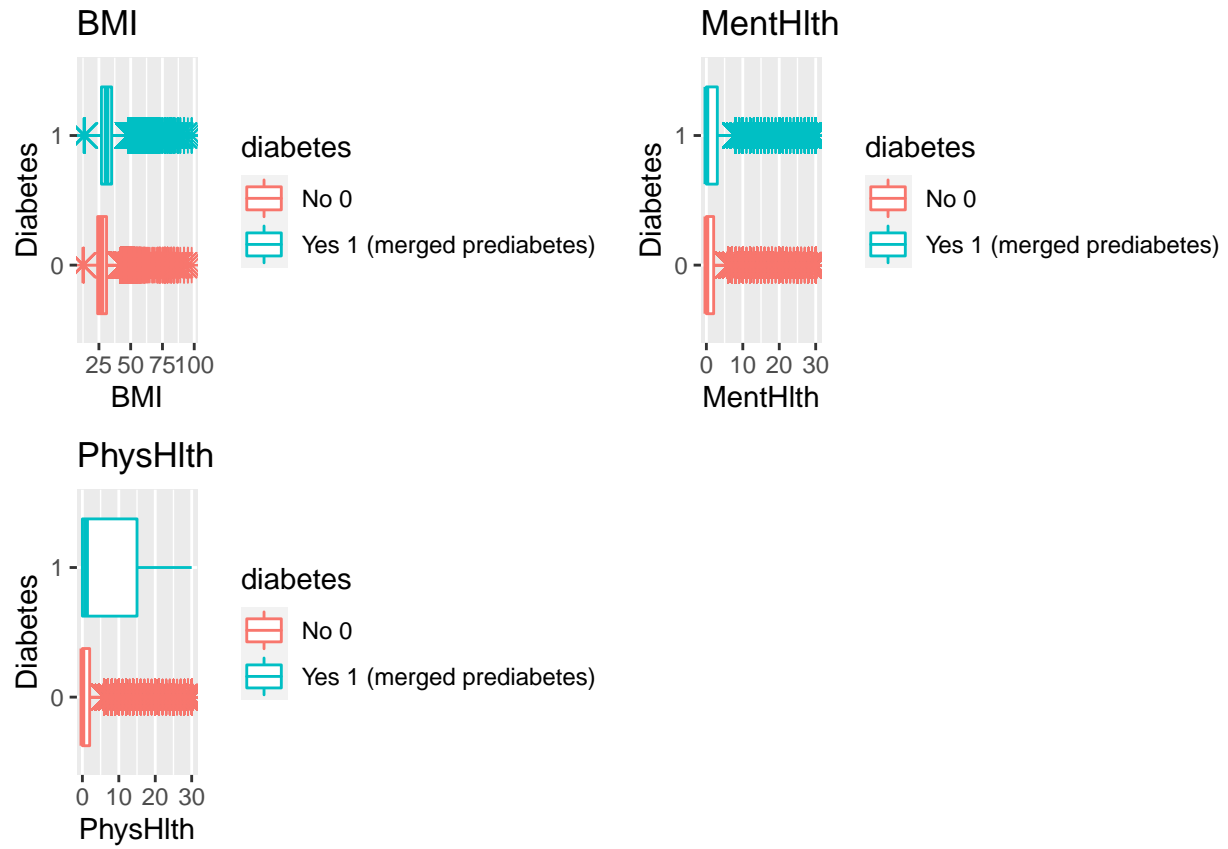 BMI
1
0
Diabetes
25 50 75 100
BMI
diabetes
No 0
Yes 1 (merged prediabetes)
MentHlth
1
0
Diabetes
0 10 20 30
MentHlth
diabetes
No 0
Yes 1 (merged prediabetes)
PhysHlth
1
0
Diabetes
0 10 20 30
PhysHlth
diabetes
No 0
Yes 1 (merged prediabetes)